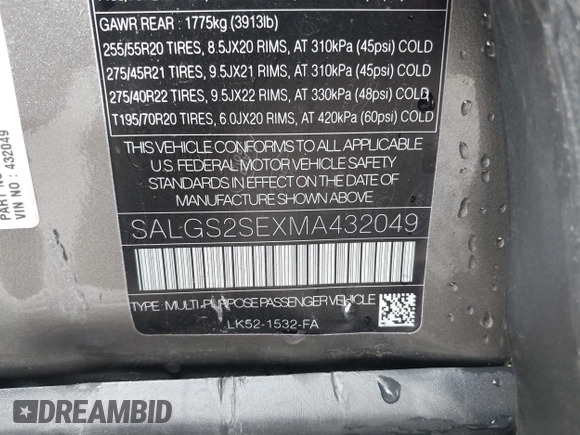 GAWR REAR : 1775kg (3913lb)
255/55R20 TIRES, 8.5JX20 RIMS, AT 310kPa (45psi) COLD
275/45R21 TIRES, 9.5JX21 RIMS, AT 310kPa (45psi) COLD
275/40R22 TIRES, 9.5JX22 RIMS, AT 330kPa (48psi) COLD
T195/70R20 TIRES, 6.0JX20 RIMS, AT 420kPa (60psi) COLD
THIS VEHICLE CONFORMS TO ALL APPLICABLE
U.S. FEDERAL MOTOR VEHICLE SAFETY
STANDARDS IN EFFECT ON THE DATE OF
MANUFACTURE SHOWN ABOVE.
SALGS2SEXMA432049
TYPE: MULTI-PURPOSE PASSENGER VEHICLE
LK52-1532-FA
PART NO
VIN NO : 432049
DREAMBID